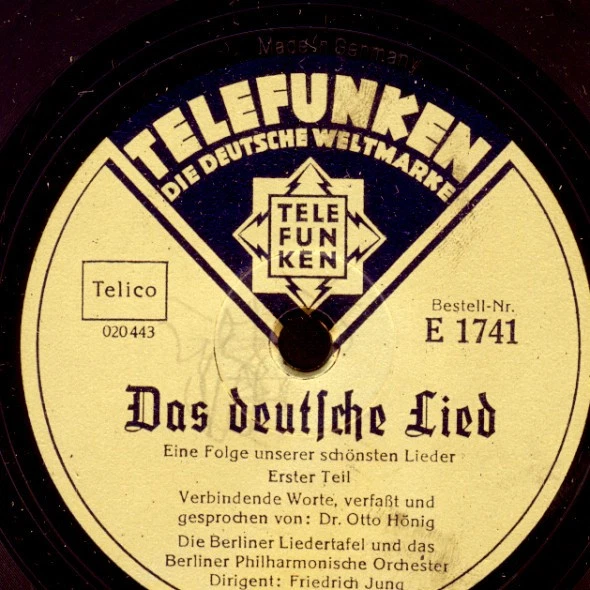 Made in Germany
TELEFUNKEN
DIE DEUTSCHE WELTMARKE
TELE
FUN
KEN
Telico
020443
Bestell-Nr.
E 1741
Das deutſche Lied
Eine Folge unserer schönsten Lieder
Erster Teil
Verbindende Worte, verfaßt und
gesprochen von: Dr. Otto Hönig
Die Berliner Liedertafel und das
Berliner Philharmonische Orchester
Dirigent: Friedrich Jung